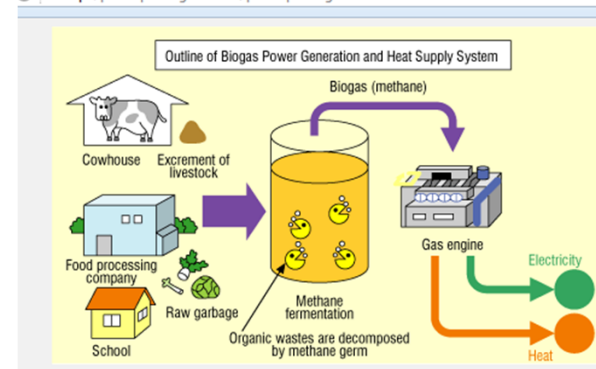 Outline of Biogas Power Generation and Heat Supply System
Biogas (methane)
Cowhouse
Excrement of
livestock
Food processing
company
Raw garbage
School
Methane
fermentation
Organic wastes are decomposed
by methane germ
Gas engine
Electricity
Heat